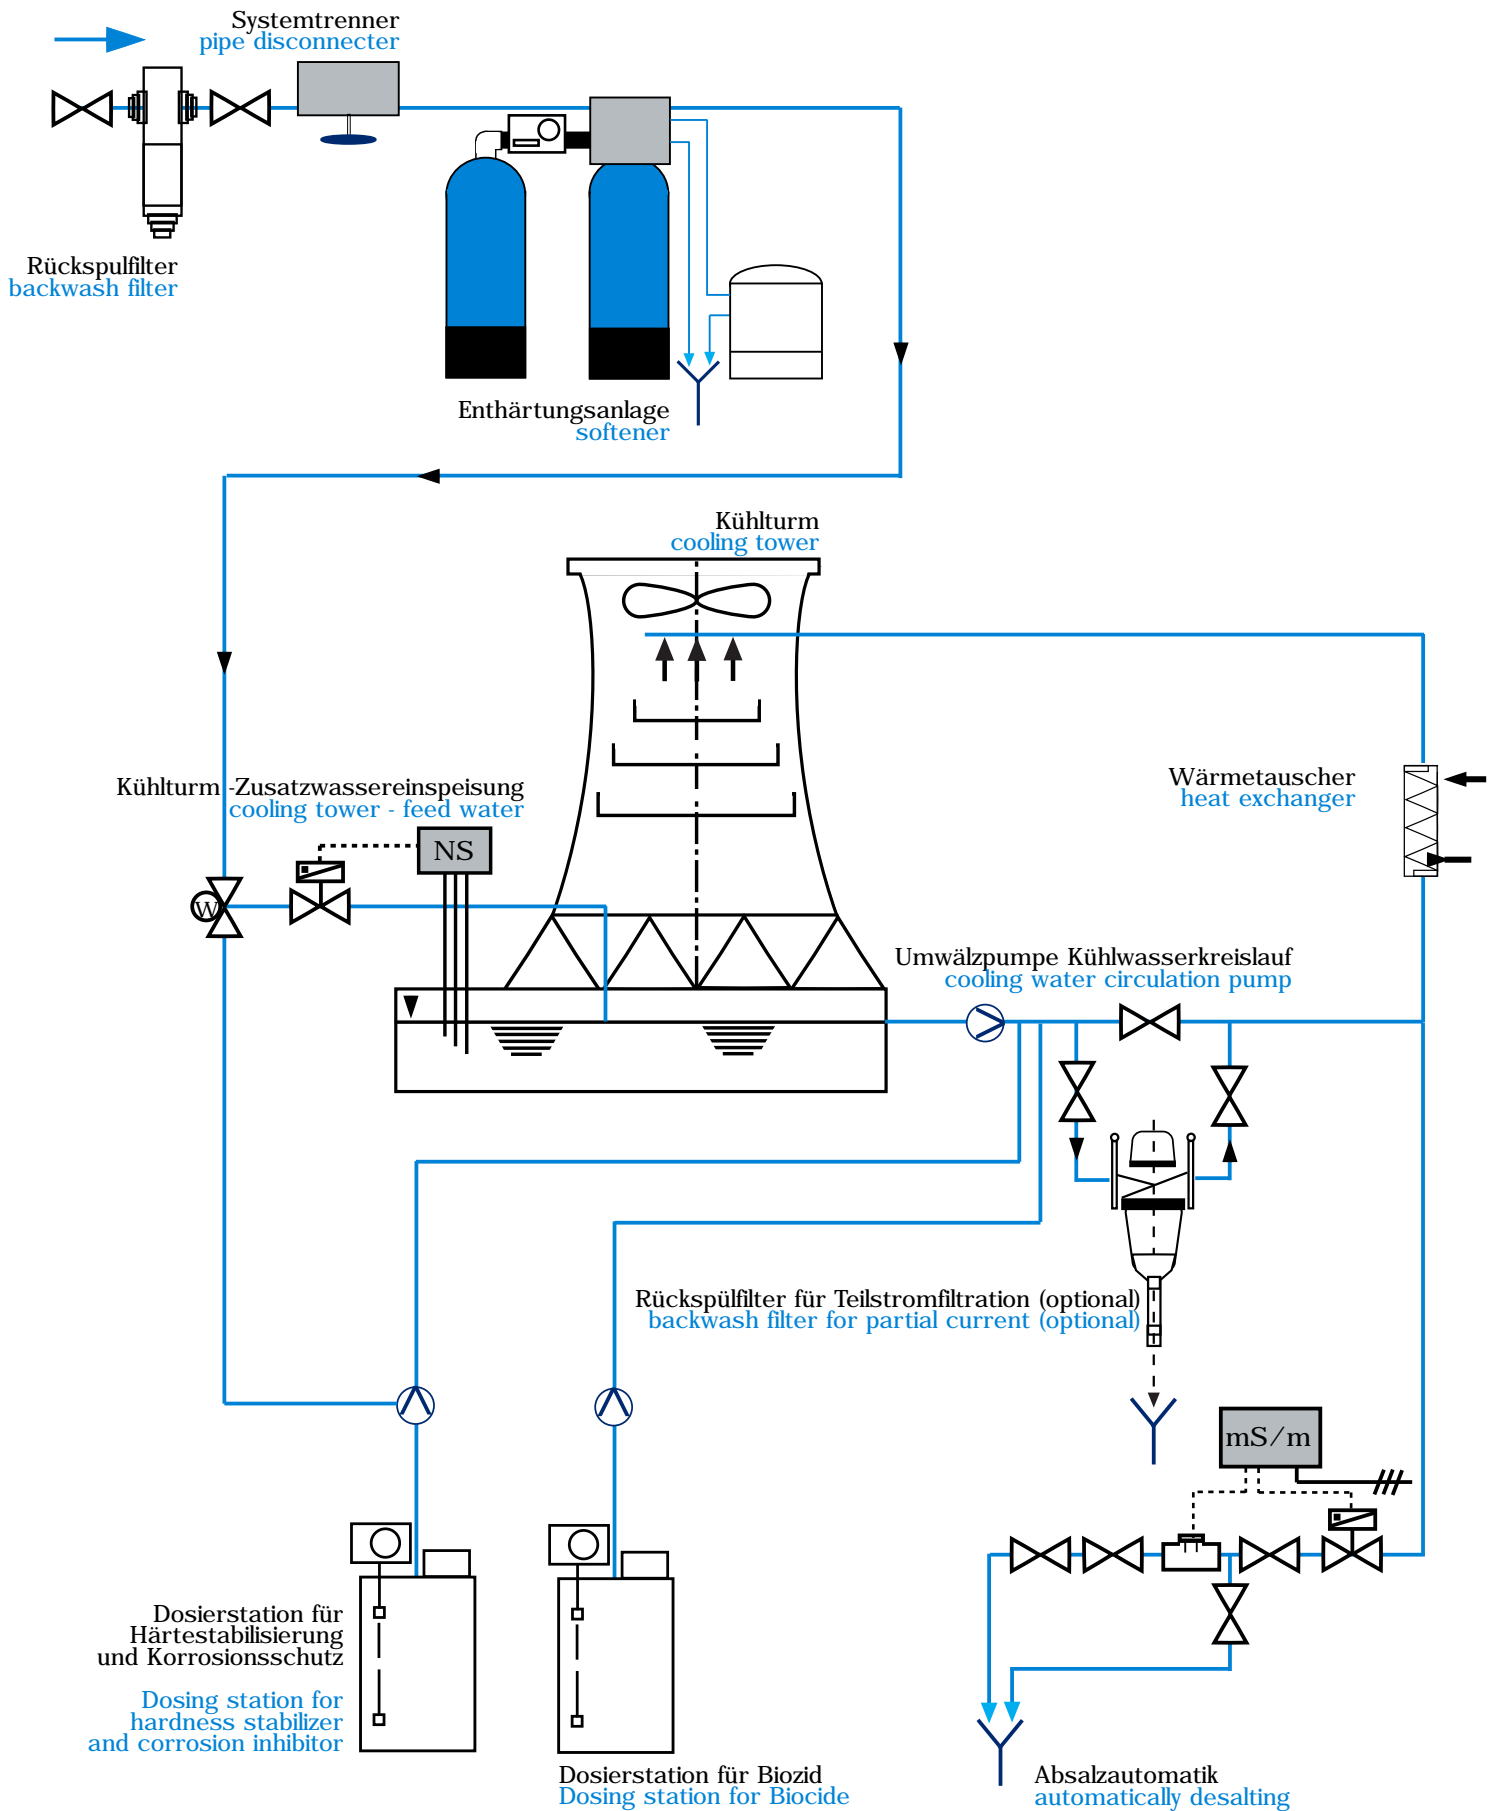 Systemtrenner
pipe disconnecter
Rückspulfilter
backwash filter
Enthärtungsanlage
softener
Kühlturm
cooling tower
Kühlturm -Zusatzwassereinspeisung
cooling tower - feed water
NS
W
Wärmetauscher
heat exchanger
Umwälzpumpe Kühlwasserkreislauf
cooling water circulation pump
Rückspülfilter für Teilstromfiltration (optional)
backwash filter for partial current (optional)
mS/m
Dosierstation für
Härtestabilisierung
und Korrosionsschutz
Dosing station for
hardness stabilizer
and corrosion inhibitor
Dosierstation für Biozid
Dosing station for Biocide
Absalzautomatik
automatically desalting